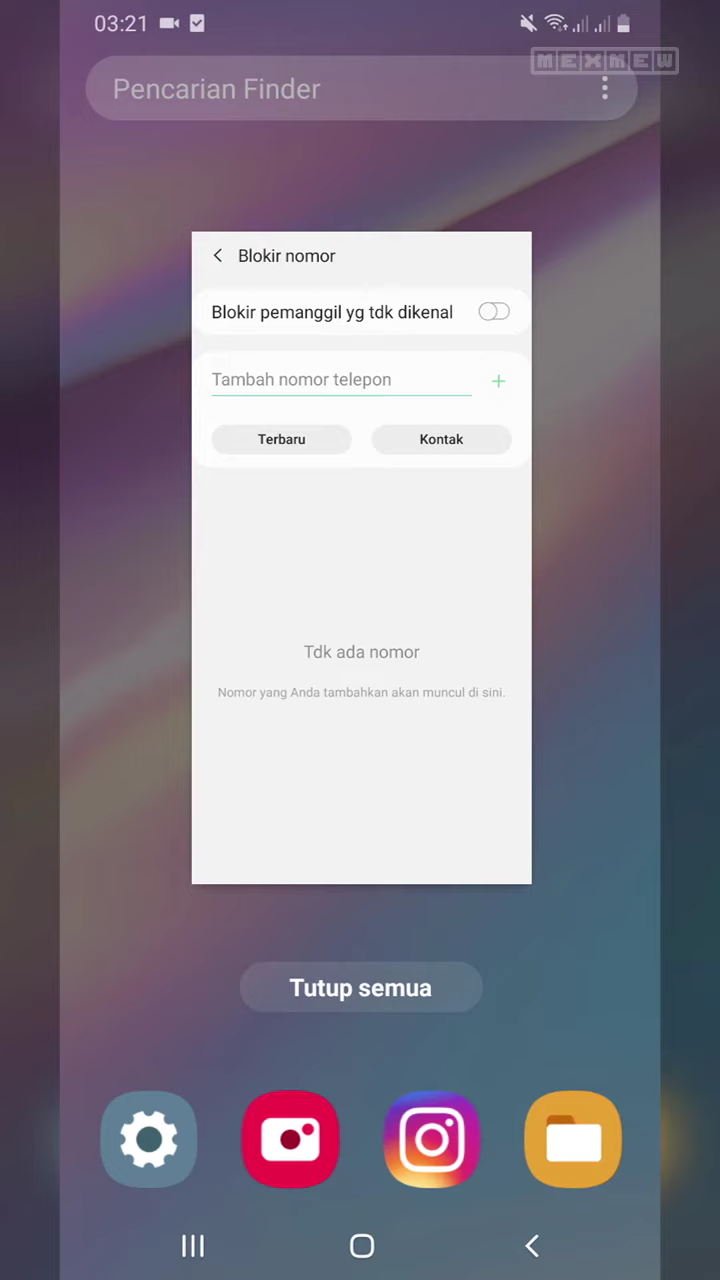 03:21
MEXMEW
Pencarian Finder
Blokir nomor
Blokir pemanggil yg tdk dikenal
Tambah nomor telepon
Terbaru
Kontak
Tdk ada nomor
Nomor yang Anda tambahkan akan muncul di sini.
Tutup semua